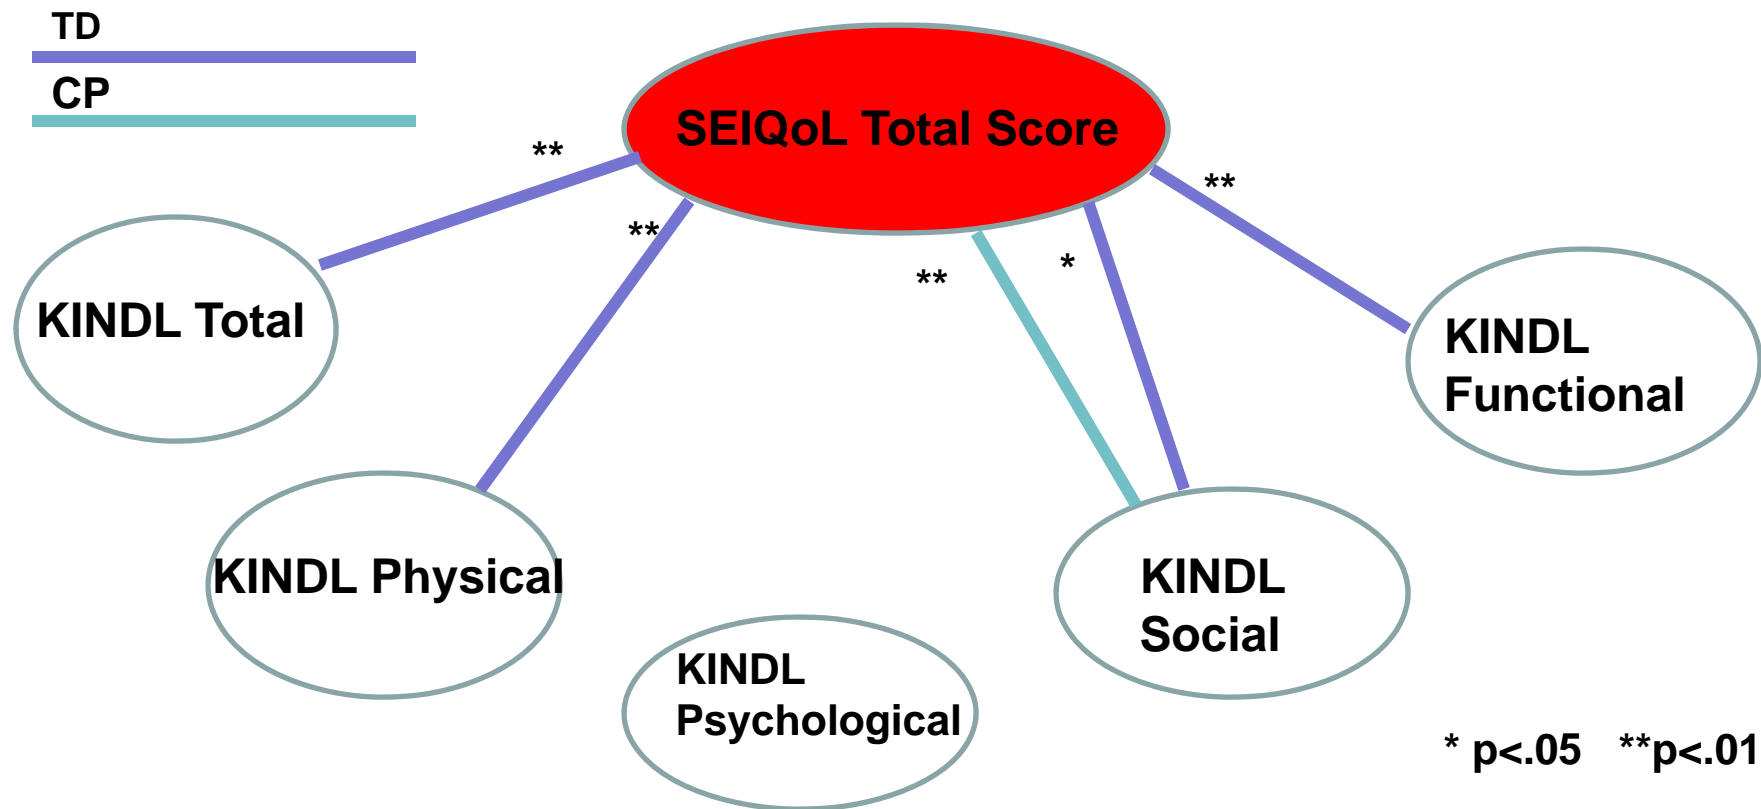 TD
CP
SEIQoL Total Score
**
**
**
*
**
KINDL Total
KINDL
Functional
KINDL Physical
KINDL
Social
KINDL
Psychological
* p<.05 **p<.01